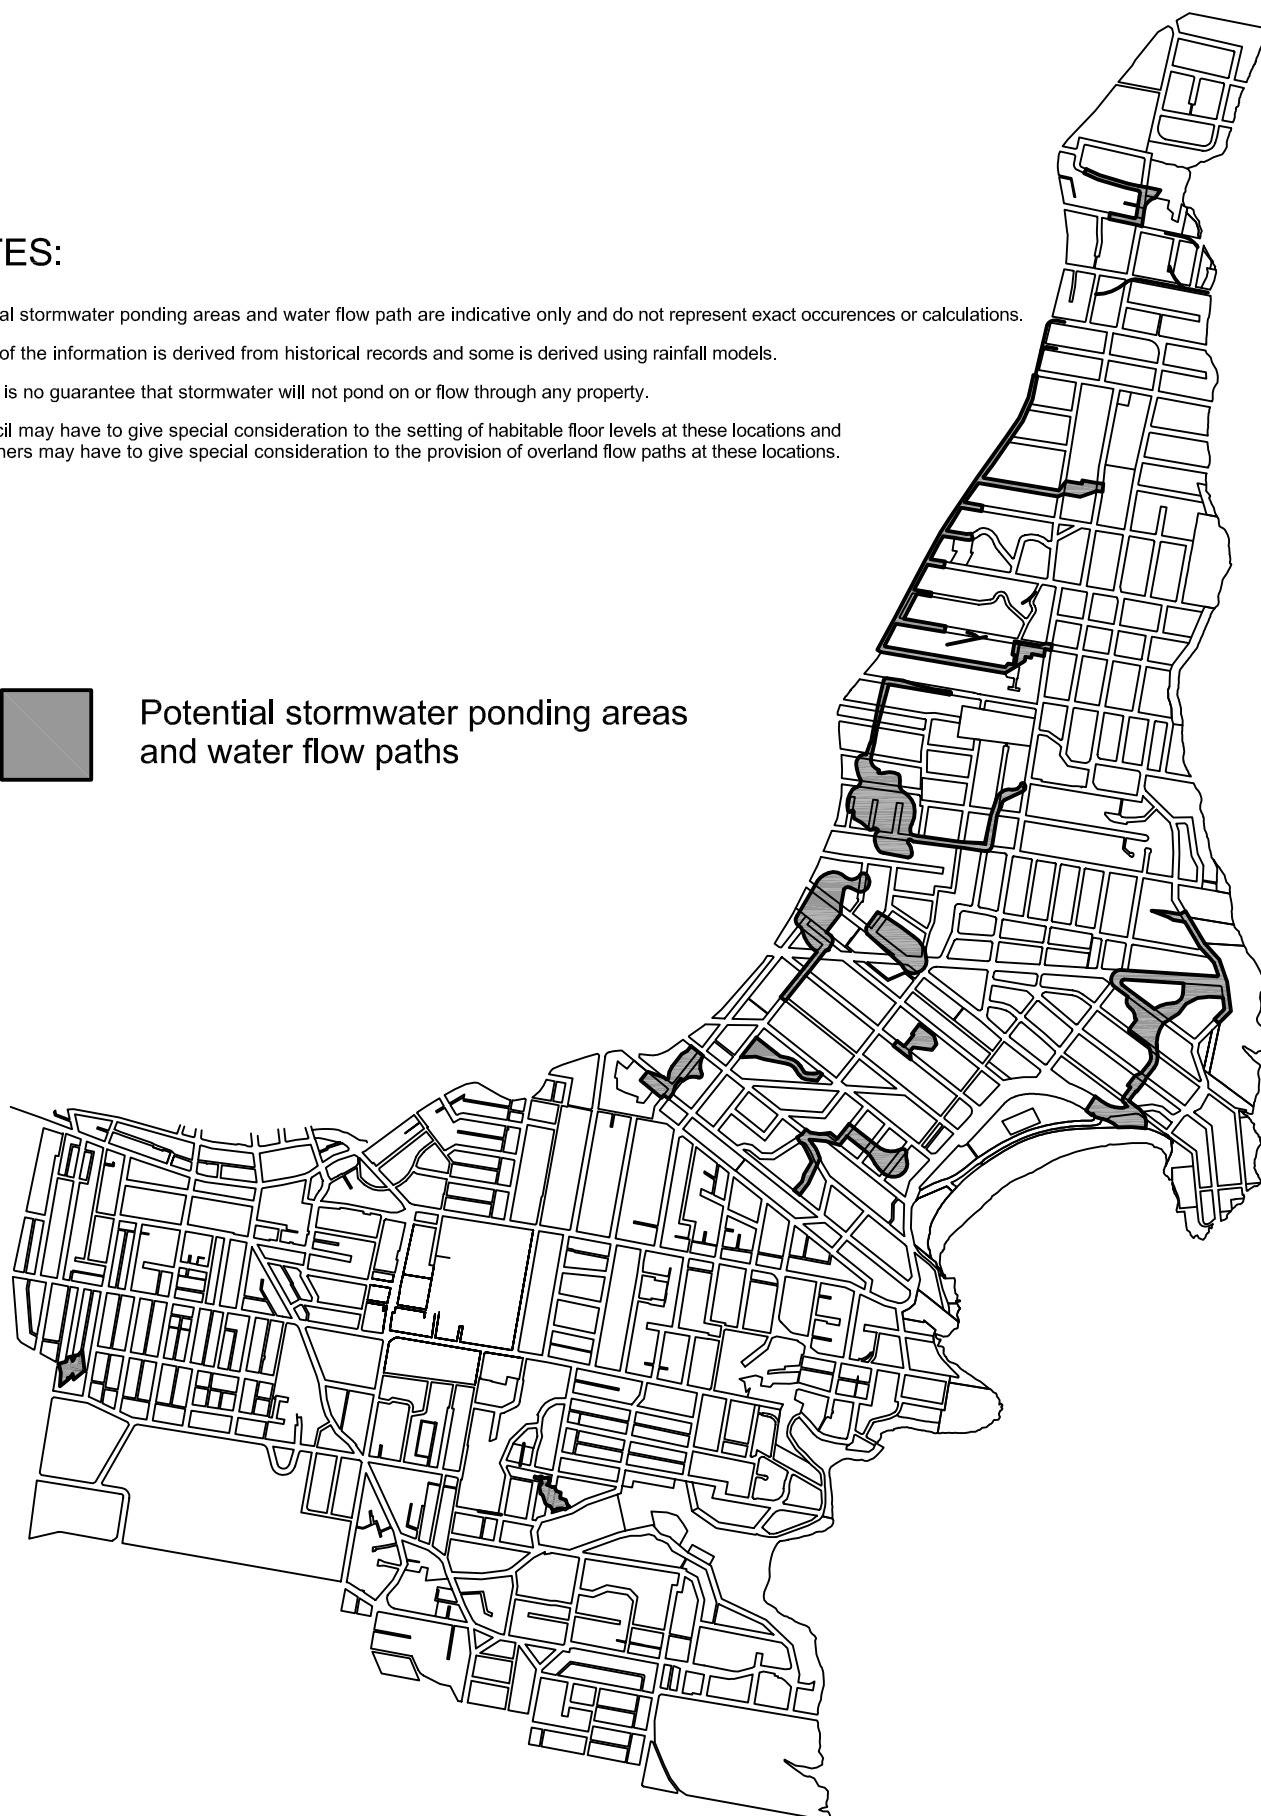 TES:
al stormwater ponding areas and water flow path are indicative only and do not represent exact occurences or calculations.
of the information is derived from historical records and some is derived using rainfall models.
is no guarantee that stormwater will not pond on or flow through any property.
cil may have to give special consideration to the setting of habitable floor levels at these locations and
ners may have to give special consideration to the provision of overland flow paths at these locations.
Potential stormwater ponding areas
and water flow paths